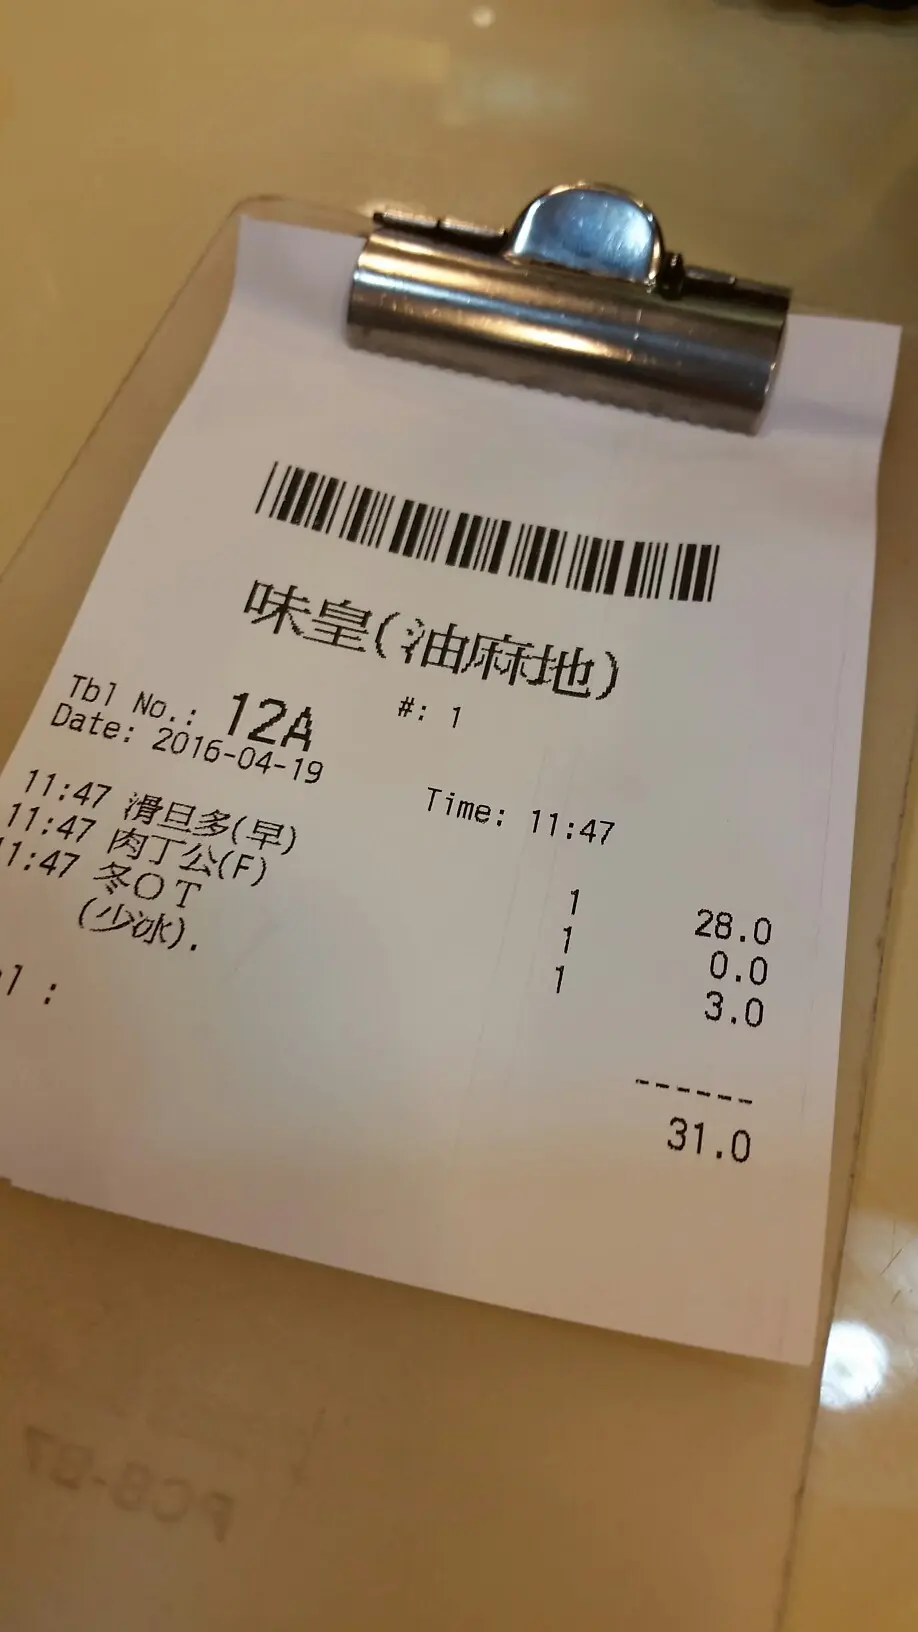 味皇(油麻地)
Tbl No.: 12A #: 1
Date: 2016-04-19 Time: 11:47
11:47 滑旦多(早) 1 28.0
11:47 肉丁公(F) 1 0.0
11:47 冬OT 1 3.0
(少冰).
l :
------
31.0
PCB-Q7